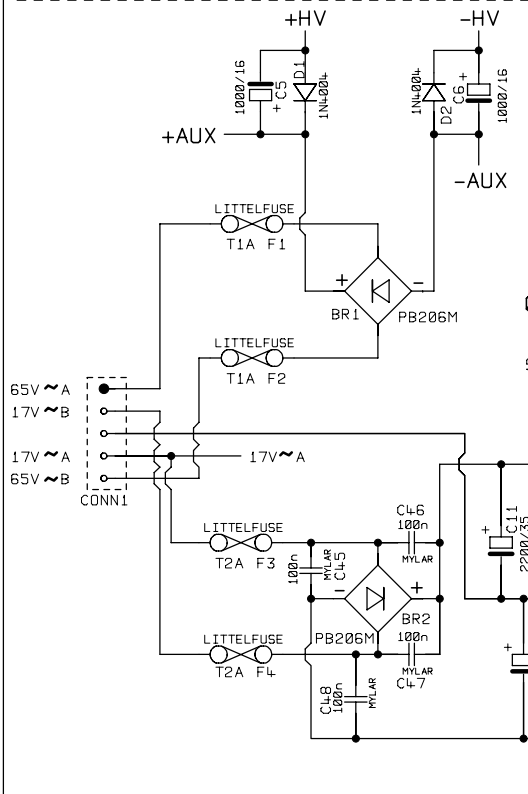 +HV
-HV
1000/16
+ C5
D1
1N4004
1N4004
D2
C6 +
1000/16
+AUX
-AUX
LITTELFUSE
T1A F1
+
-
BR1
PB206M
LITTELFUSE
T1A F2
65V~A
17V~B
17V~A
65V~B
CONN1
17V~A
C46
100n
MYLAR
+
C11
2200/35
LITTELFUSE
T2A F3
100n
MYLAR
C45
-
+
BR2
PB206M
100n
MYLAR
C47
LITTELFUSE
T2A F4
C48
100n
MYLAR
+